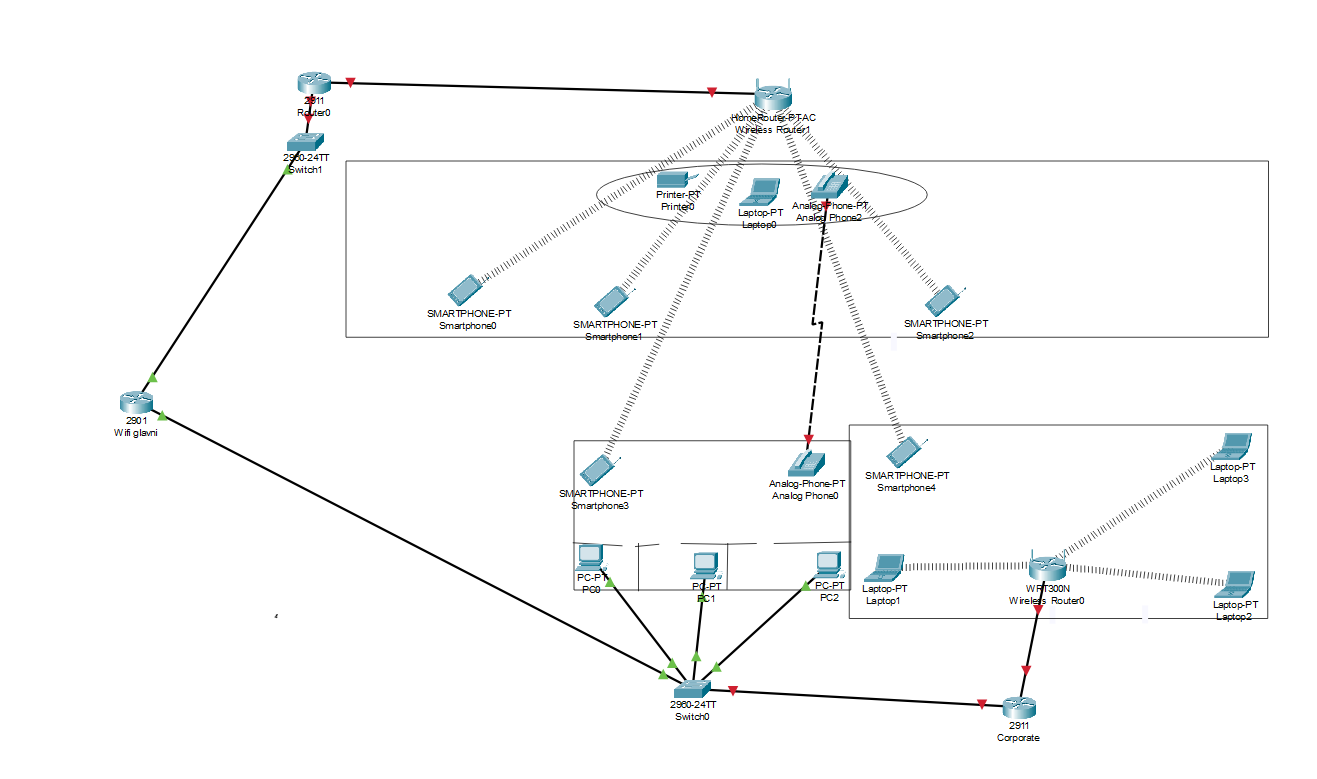 2911
Router0
2960-24TT
Switch1
HomeRouter-PT-AC
Wireless Router1
Printer-PT
Printer0
Laptop-PT
Laptop0
Analog-Phone-PT
Analog Phone2
SMARTPHONE-PT
Smartphone0
SMARTPHONE-PT
Smartphone1
SMARTPHONE-PT
Smartphone2
2901
Wifi glavni
SMARTPHONE-PT
Smartphone3
Analog-Phone-PT
Analog Phone0
SMARTPHONE-PT
Smartphone4
Laptop-PT
Laptop3
PC-PT
PC0
PC-PT
PC1
PC-PT
PC2
Laptop-PT
Laptop1
WRT300N
Wireless Router0
Laptop-PT
Laptop2
2960-24TT
Switch0
2911
Corporate